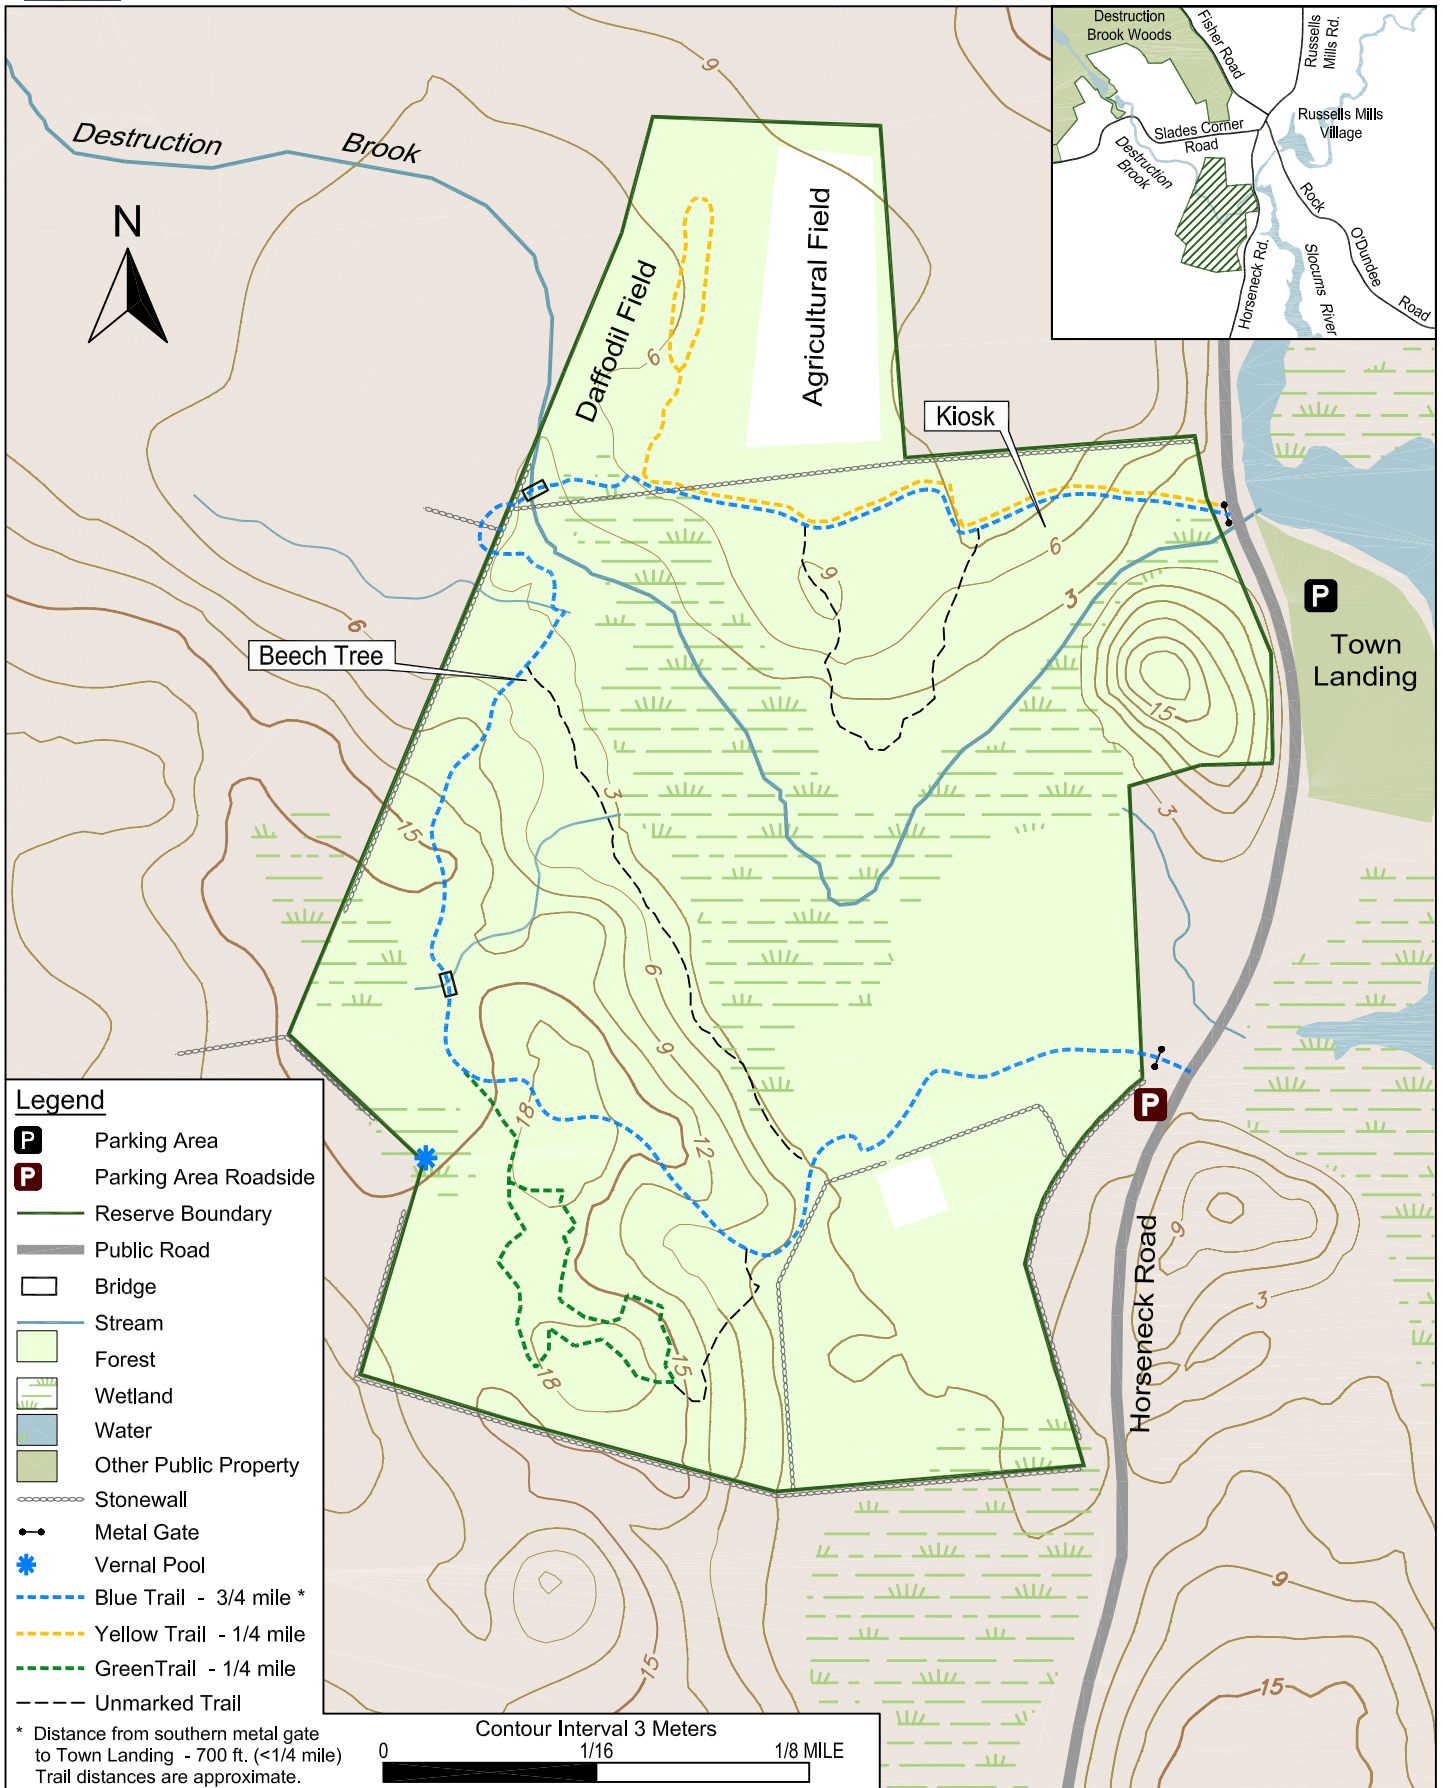 Destruction
Brook Woods
Fisher Road
Russells
Mills Rd.
Russells Mills
Village
Slades Corner
Road
Destruction
Brook
Rock
O'Dundee
Road
Horseneck Rd.
Slocums River
Destruction Brook
N
9
Daffodil Field
6
Agricultural Field
Kiosk
6
9
3
P
Town
Landing
6
Beech Tree
15
3
15
3
6
9
18
12
P
9
3
15
18
Horseneck Road
9
15
15
Legend
P Parking Area
P Parking Area Roadside
Reserve Boundary
Public Road
Bridge
Stream
Forest
Wetland
Water
Other Public Property
Stonewall
Metal Gate
Vernal Pool
Blue Trail - 3/4 mile *
Yellow Trail - 1/4 mile
GreenTrail - 1/4 mile
Unmarked Trail
* Distance from southern metal gate
to Town Landing - 700 ft. (<1/4 mile)
Trail distances are approximate.
Contour Interval 3 Meters
0 1/16 1/8 MILE